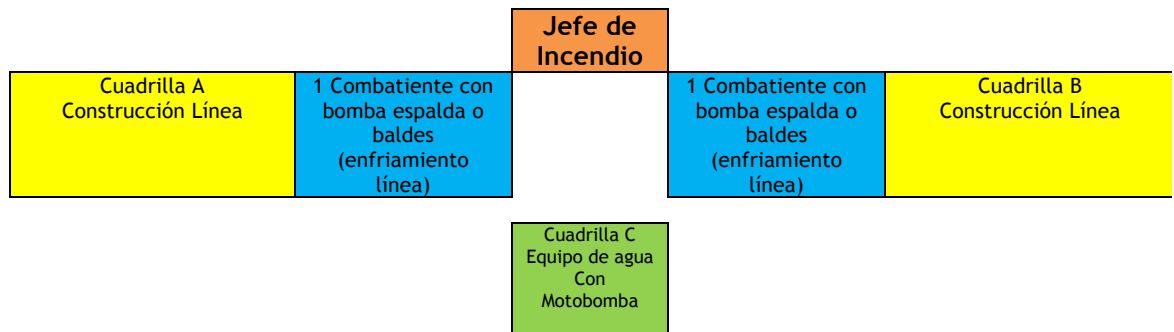 Jefe de
Incendio
Cuadrilla A
Construcción Línea
1 Combatiente con
bomba espalda o
baldes
(enfriamiento
línea)
1 Combatiente con
bomba espalda o
baldes
(enfriamiento
línea)
Cuadrilla B
Construcción Línea
Cuadrilla C
Equipo de agua
Con
Motobomba